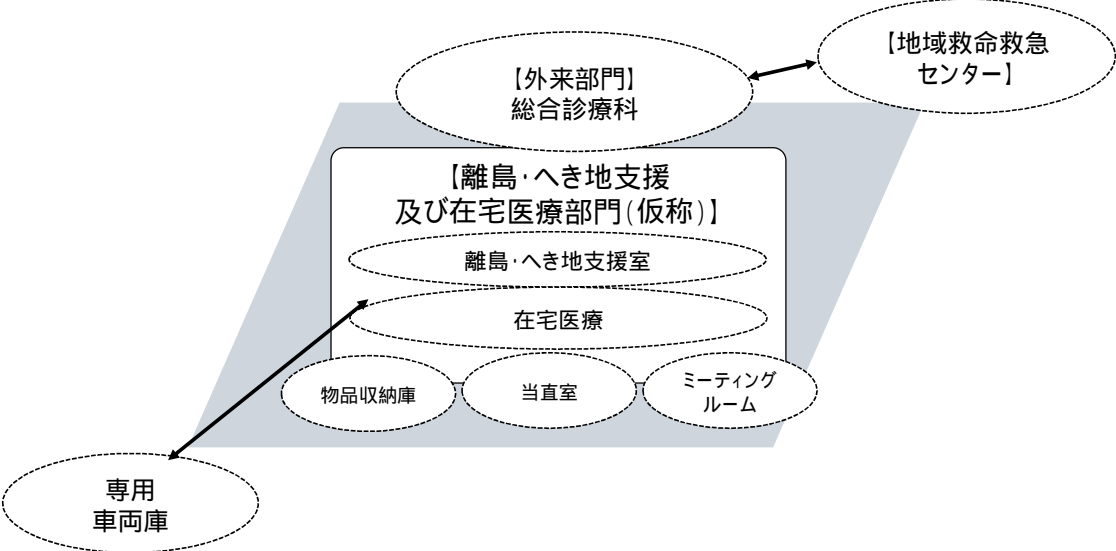 【地域救命救急
センター】
【外来部門】
総合診療科
【離島・へき地支援
及び在宅医療部門(仮称)】
離島・へき地支援室
在宅医療
物品収納庫
当直室
ミーティング
ルーム
専用
車両庫